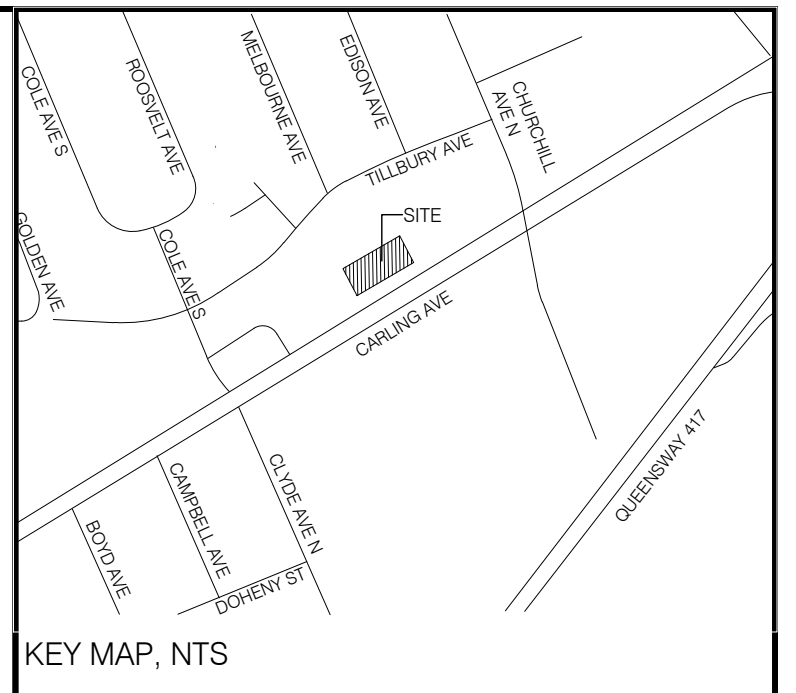 COLE AVE S
ROOSVELT AVE
MELBOURNE AVE
EDISON AVE
CHURCHILL
AVE N
TILLBURY AVE
SITE
GOLDEN AVE
COLE AVE S
CARLING AVE
QUEENSWAY 417
CLYDE AVE N
CAMPBELL AVE
BOYD AVE
DOHENY ST
KEY MAP, NTS